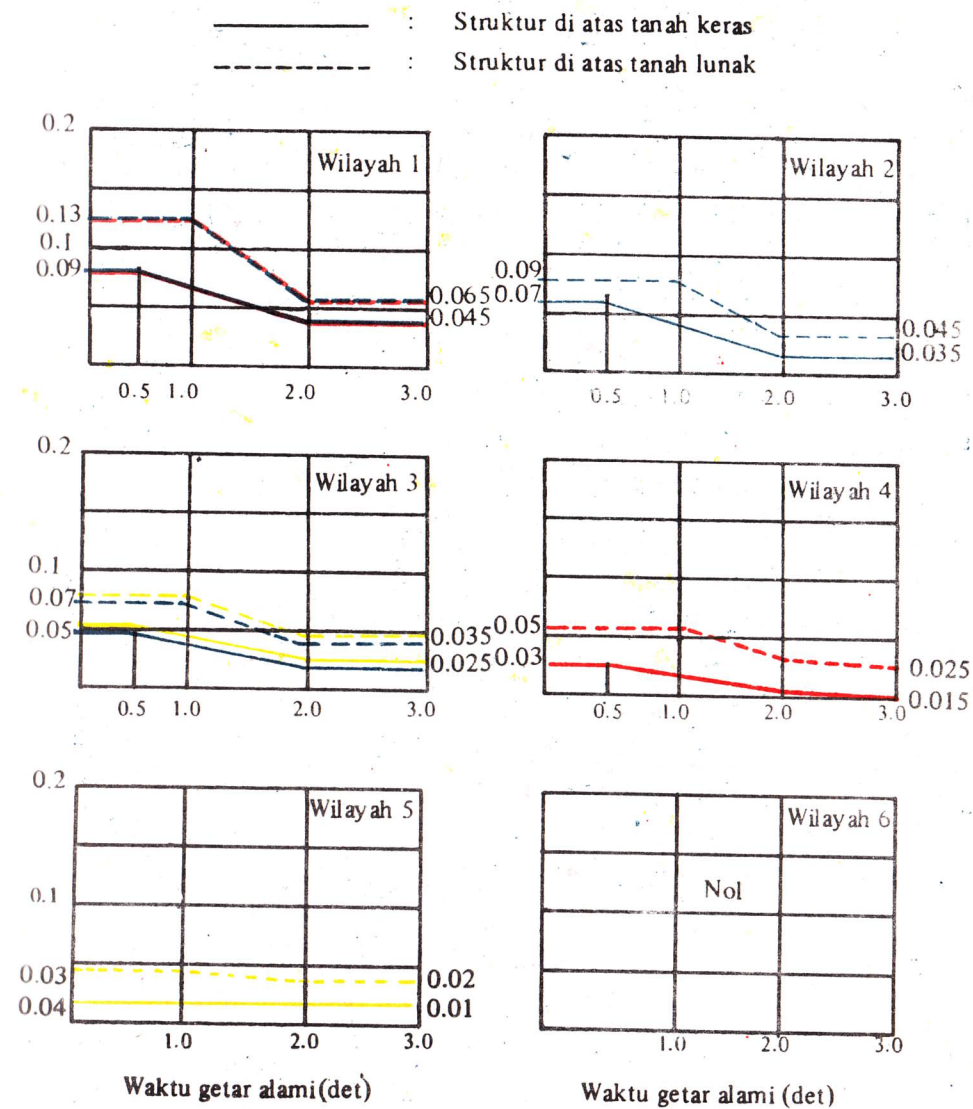 : Struktur di atas tanah keras
: Struktur di atas tanah lunak
0.2
Wilayah 1
0.13
0.1
0.09
0.065
0.045
0.5 1.0 2.0 3.0
Wilayah 2
0.09
0.07
0.045
0.035
0.5 1.0 2.0 3.0
0.2
Wilayah 3
0.1
0.07
0.05
0.035
0.025
0.5 1.0 2.0 3.0
Wilayah 4
0.05
0.03
0.025
0.015
0.5 1.0 2.0 3.0
0.2
Wilayah 5
0.1
0.03
0.04
0.02
0.01
1.0 2.0 3.0
Waktu getar alami (det)
Wilayah 6
Nol
1.0 2.0 3.0
Waktu getar alami (det)